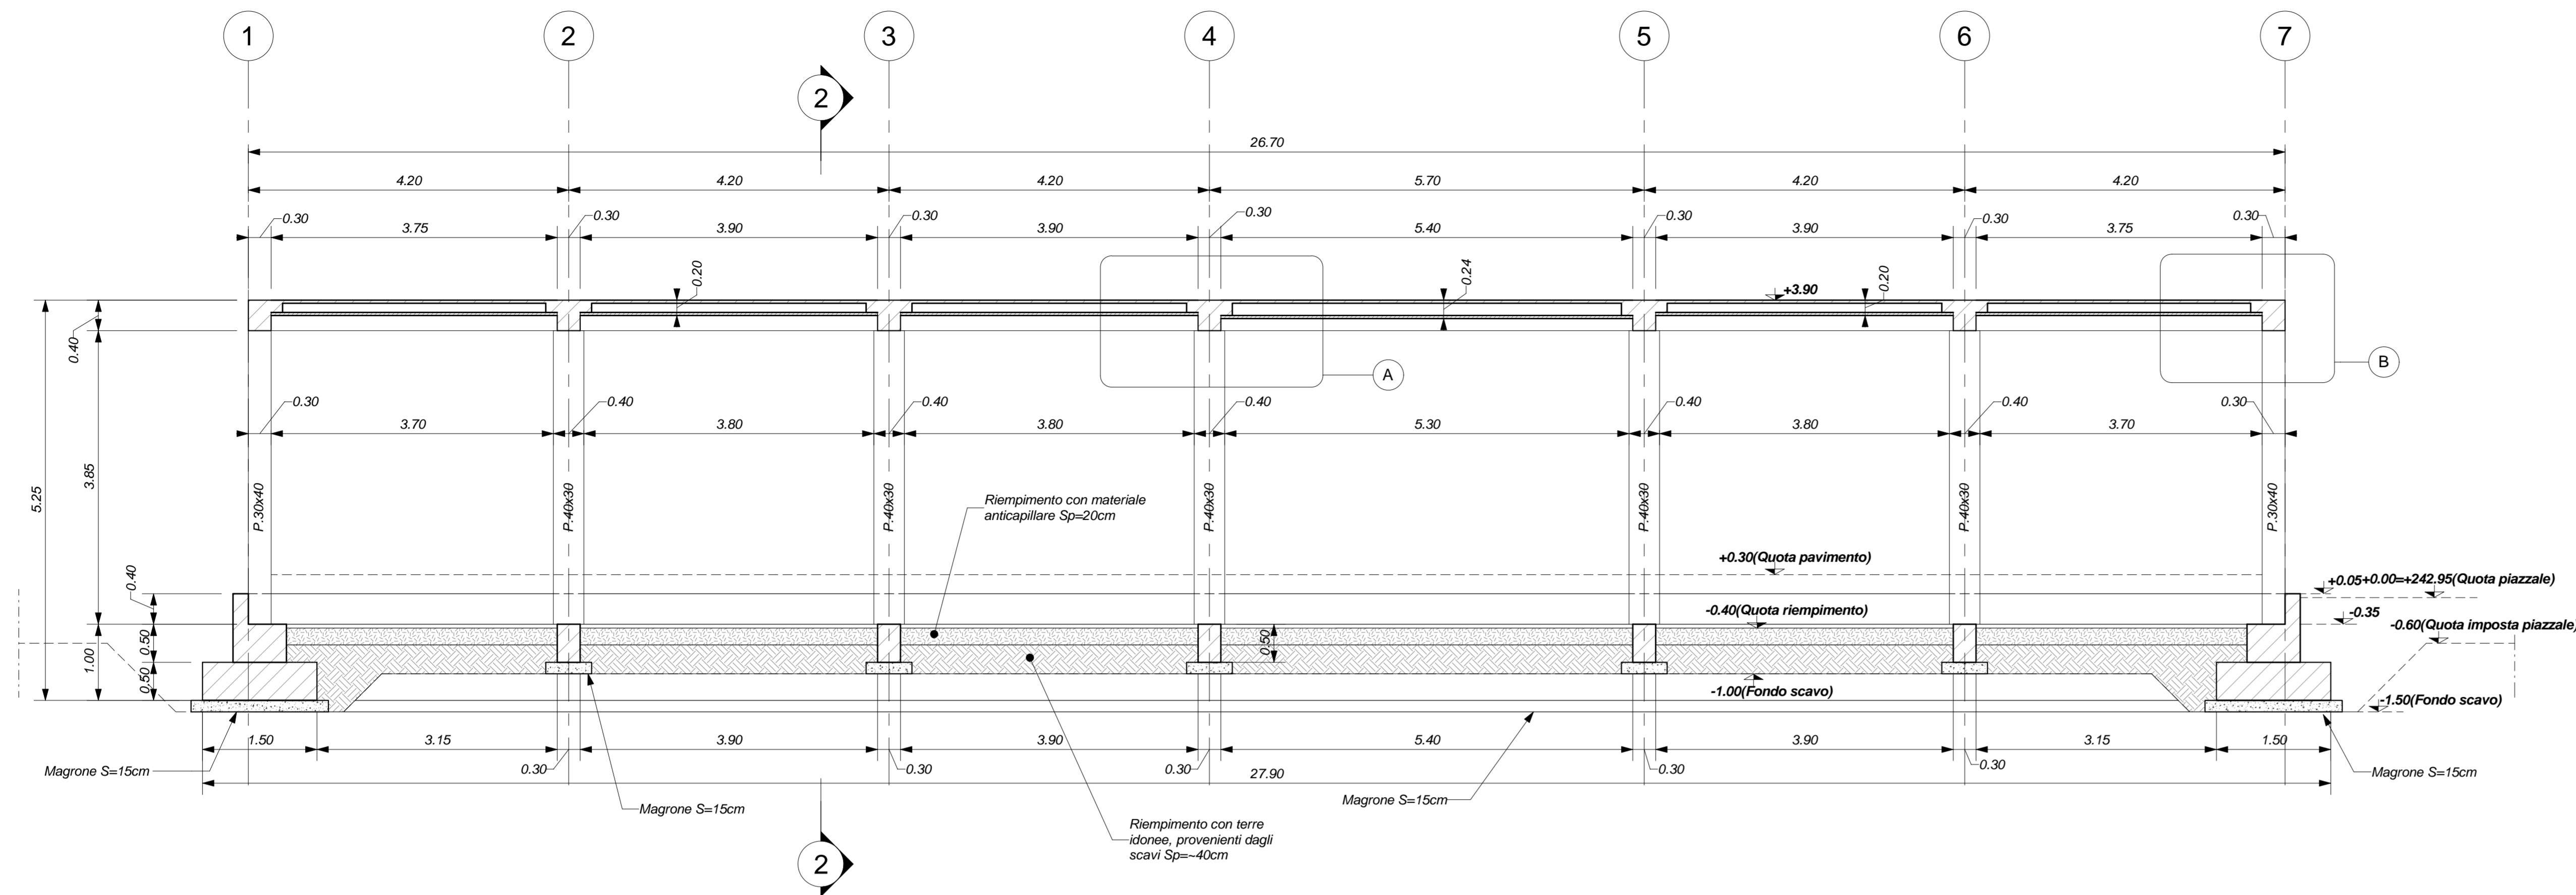 1 2 3 4 5 6 7
2
26.70
4.20 4.20 4.20 5.70 4.20 4.20
0.30 0.30 0.30 0.30 0.30 0.30 0.30
3.75 3.90 3.90 5.40 3.90 3.75
0.20 0.24 +3.90 0.20
0.40
A
B
0.30 0.40 0.40 0.40 0.40 0.40 0.30
3.70 3.80 3.80 5.30 3.80 3.70
5.25
3.85
P.30x40 P.40x30 P.40x30 P.40x30 P.40x30 P.40x30 P.30x40
Riempimento con materiale
anticapillare Sp=20cm
+0.30(Quota pavimento)
0.40
+0.05+0.00=+242.95(Quota piazzale)
-0.40(Quota riempimento)
-0.35
-0.60(Quota imposta piazzale)
1.00
0.50
0.50
0.50
-1.00(Fondo scavo)
-1.50(Fondo scavo)
1.50 3.15 3.90 3.90 5.40 3.90 3.15 1.50
0.30 0.30 0.30 0.30 0.30
27.90
Magrone S=15cm
Magrone S=15cm
Magrone S=15cm
Magrone S=15cm
Riempimento con terre
idonee, provenienti dagli
scavi Sp=~40cm
2